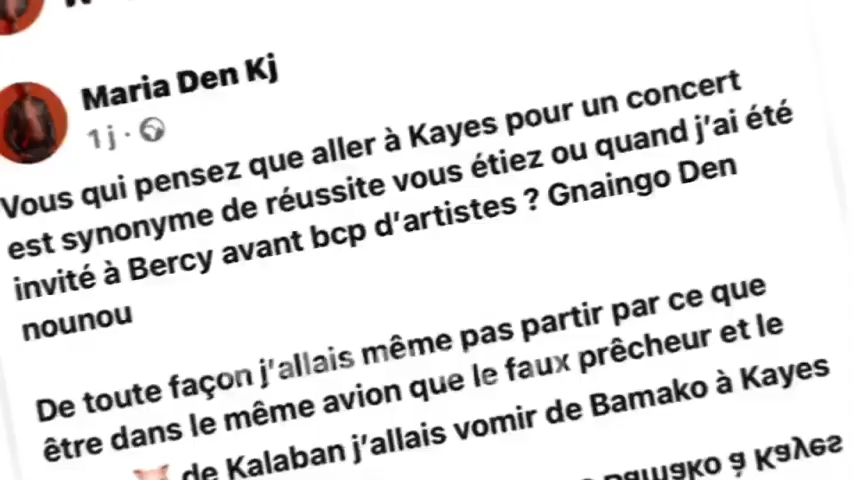 Maria Den Kj
1 j ·
Vous qui pensez que aller à Kayes pour un concert
est synonyme de réussite vous étiez ou quand j'ai été
invité à Bercy avant bcp d'artistes ? Gnaingo Den
nounou
De toute façon j'allais même pas partir par ce que
être dans le même avion que le faux prêcheur et le
de Kalaban j'allais vomir de Bamako à Kayes